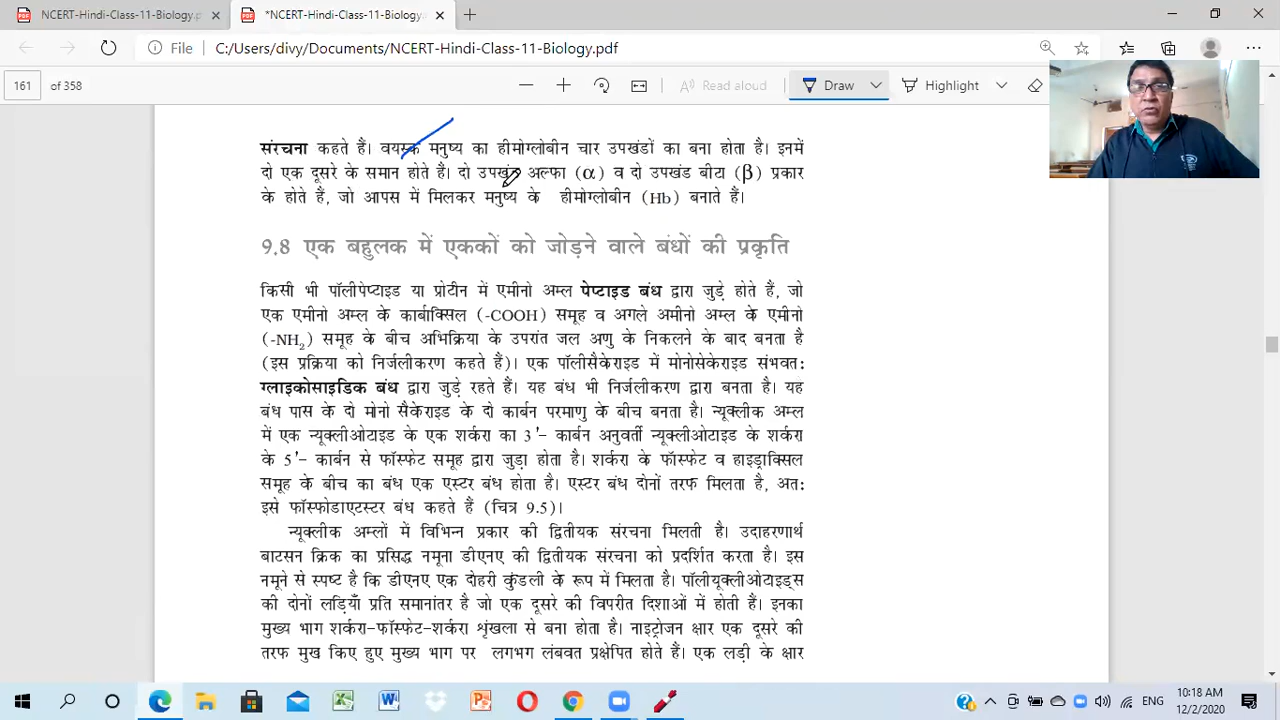 NCERT-Hindi-Class-11-Biology.pdf
*NCERT-Hindi-Class-11-Biology.pdf
File C:/Users/divy/Documents/NCERT-Hindi-Class-11-Biology.pdf
161 of 358 Read aloud Draw Highlight
संरचना कहते हैं। वयस्क मनुष्य का हीमोग्लोबीन चार उपखंडों का बना होता है। इनमें
दो एक दूसरे के समान होते हैं। दो उपखंड अल्फा (α) व दो उपखंड बीटा (β) प्रकार
के होते हैं, जो आपस में मिलकर मनुष्य के हीमोग्लोबीन (Hb) बनाते हैं।
9.8 एक बहुलक में एककों को जोड़ने वाले बंधों की प्रकृति
किसी भी पॉलीपेप्टाइड या प्रोटीन में एमीनो अम्ल पेप्टाइड बंध द्वारा जुड़े होते हैं, जो
एक एमीनो अम्ल के कार्बाक्सिल (-COOH) समूह व अगले अमीनो अम्ल के एमीनो
(-NH₂) समूह के बीच अभिक्रिया के उपरांत जल अणु के निकलने के बाद बनता है
(इस प्रक्रिया को निर्जलीकरण कहते हैं)। एक पॉलीसैकेराइड में मोनोसेकेराइड संभवत:
ग्लाइकोसाइडिक बंध द्वारा जुड़े रहते हैं। यह बंध भी निर्जलीकरण द्वारा बनता है। यह
बंध पास के दो मोनो सैकेराइड के दो कार्बन परमाणु के बीच बनता है। न्यूक्लीक अम्ल
में एक न्यूक्लीओटाइड के एक शर्करा का 3'- कार्बन अनुवर्ती न्यूक्लीओटाइड के शर्करा
के 5'- कार्बन से फॉस्फेट समूह द्वारा जुड़ा होता है। शर्करा के फॉस्फेट व हाइड्राक्सिल
समूह के बीच का बंध एक एस्टर बंध होता है। एस्टर बंध दोनों तरफ मिलता है, अत:
इसे फॉस्फोडाएटस्टर बंध कहते हैं (चित्र 9.5)।
न्यूक्लीक अम्लों में विभिन्न प्रकार की द्वितीयक संरचना मिलती है। उदाहरणार्थ
बाटसन क्रिक का प्रसिद्ध नमूना डीएनए की द्वितीयक संरचना को प्रदर्शित करता है। इस
नमूने से स्पष्ट है कि डीएनए एक दोहरी कुंडली के रूप में मिलता है। पॉलीयूक्लीओटाइड्स
की दोनों लड़ियाँ प्रति समानांतर है जो एक दूसरे की विपरीत दिशाओं में होती हैं। इनका
मुख्य भाग शर्करा-फॉस्फेट-शर्करा शृंखला से बना होता है। नाइट्रोजन क्षार एक दूसरे की
तरफ मुख किए हुए मुख्य भाग पर लगभग लंबवत प्रक्षेपित होते हैं। एक लड़ी के क्षार
ENG
10:18 AM
12/2/2020